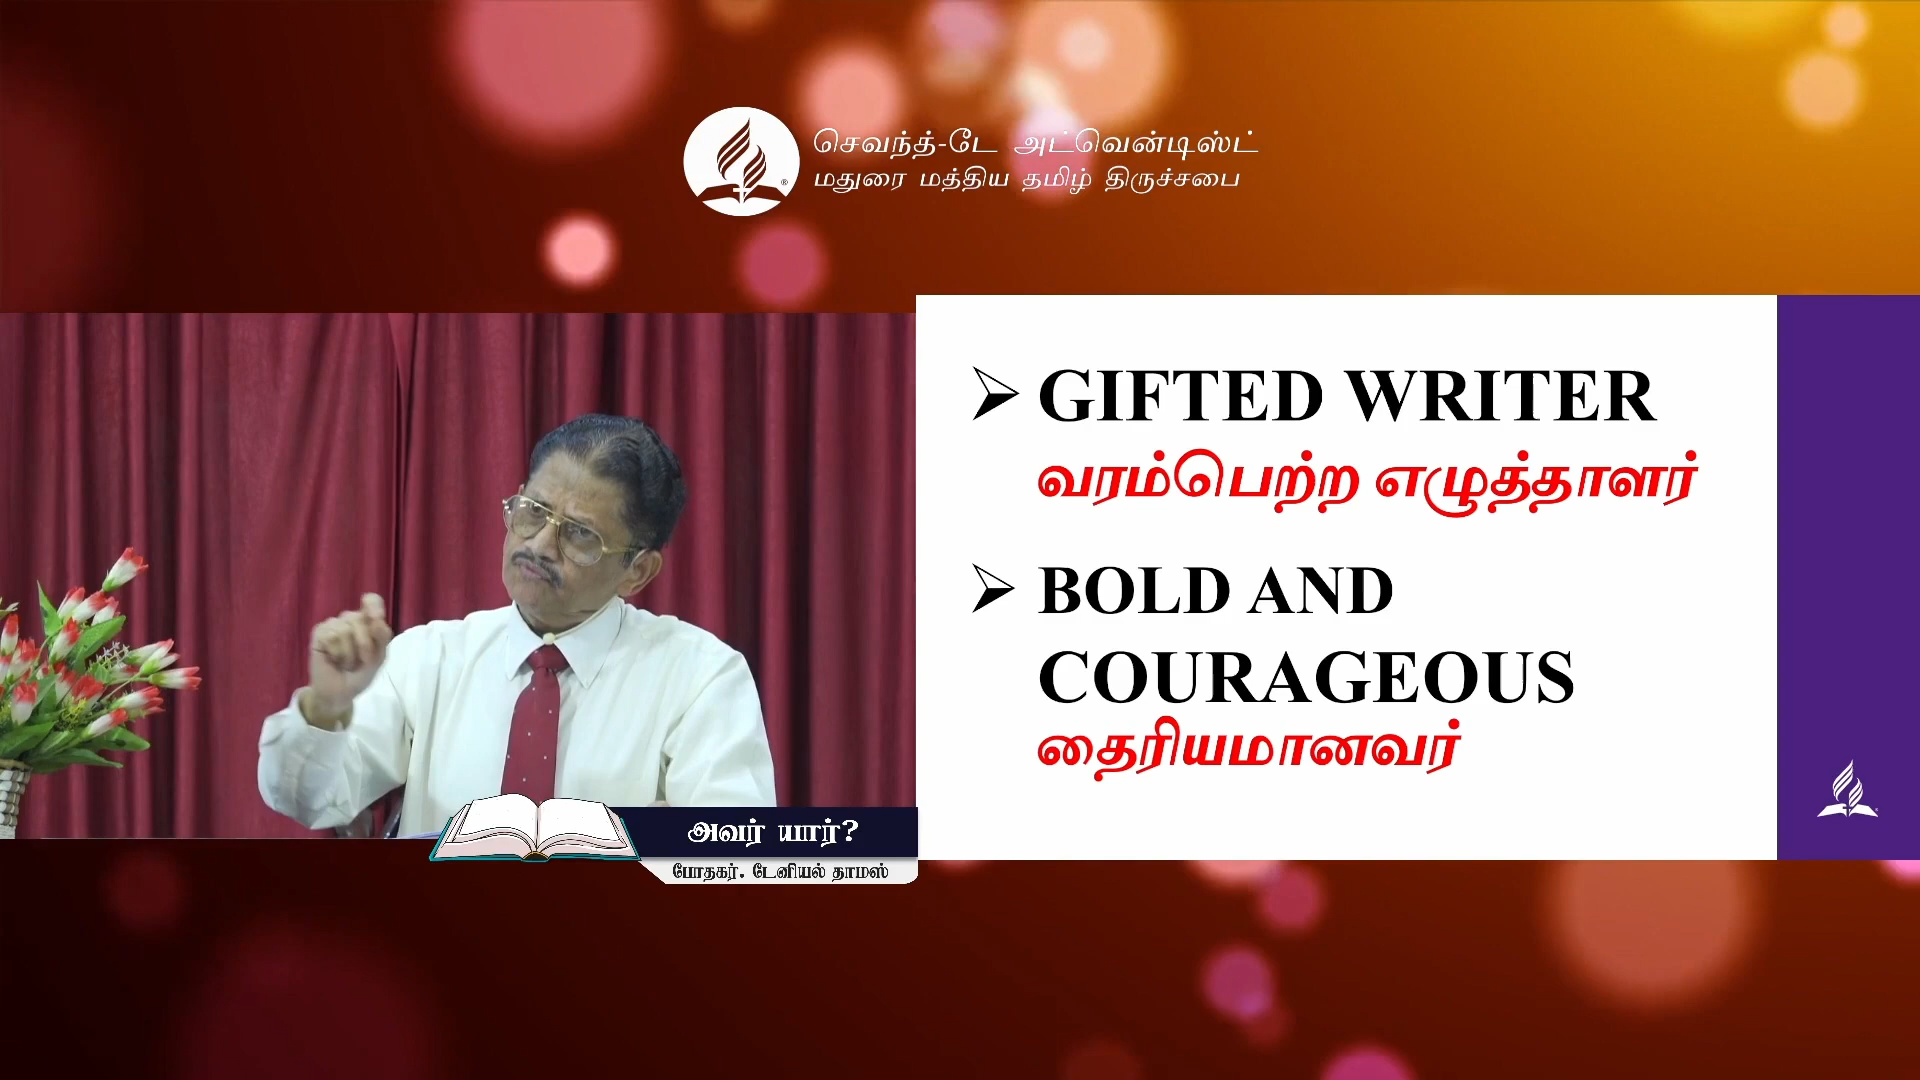 செவந்த்-டே அட்வென்டிஸ்ட்
மதுரை மத்திய தமிழ் திருச்சபை
➢ GIFTED WRITER
வரம்பெற்ற எழுத்தாளர்
➢ BOLD AND
COURAGEOUS
தைரியமானவர்
அவர் யார்?
போதகர். டேனியல் தாமஸ்